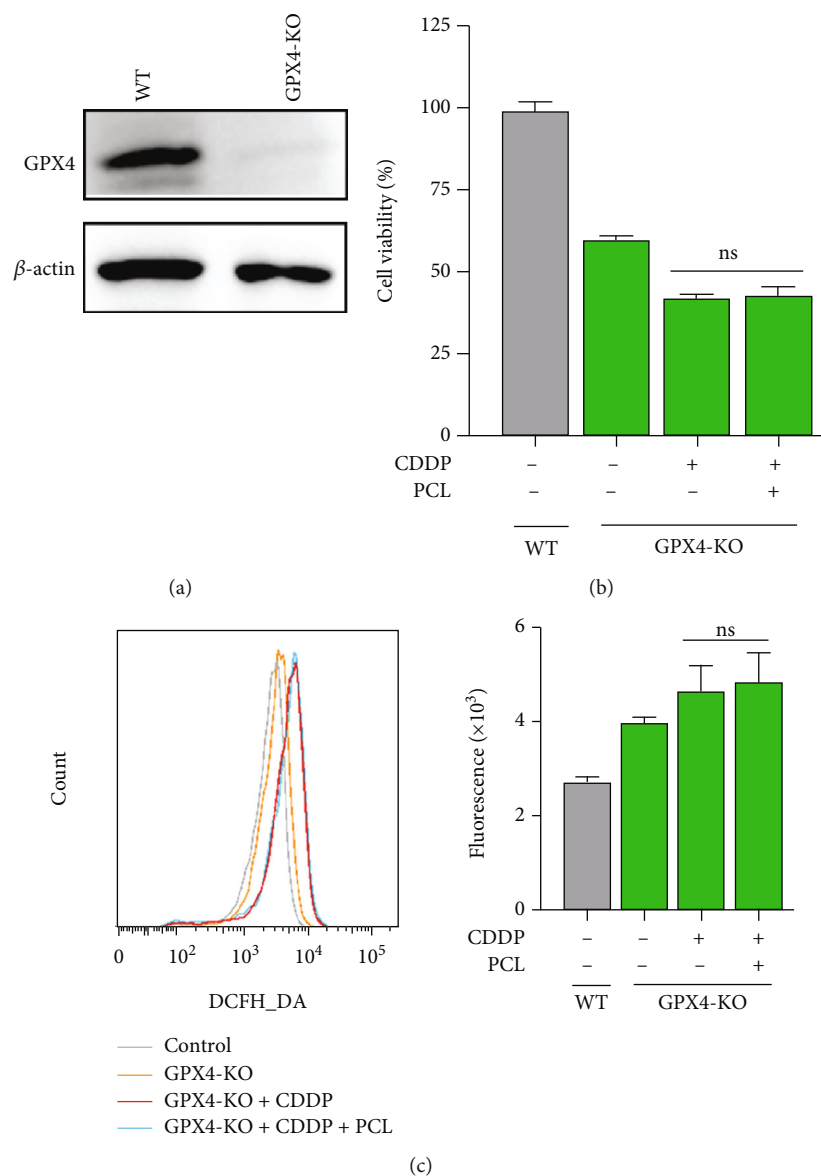 WT
GPX4-KO
GPX4
β-actin
(a)
Cell viability (%)
125
100
75
50
25
0
ns
CDDP – – + +
PCL – – – +
WT GPX4-KO
(b)
Count
0 10² 10³ 10⁴ 10⁵
DCFH_DA
Control
GPX4-KO
GPX4-KO + CDDP
GPX4-KO + CDDP + PCL
Fluorescence (×10³)
6
4
2
0
ns
CDDP – – + +
PCL – – – +
WT GPX4-KO
(c)